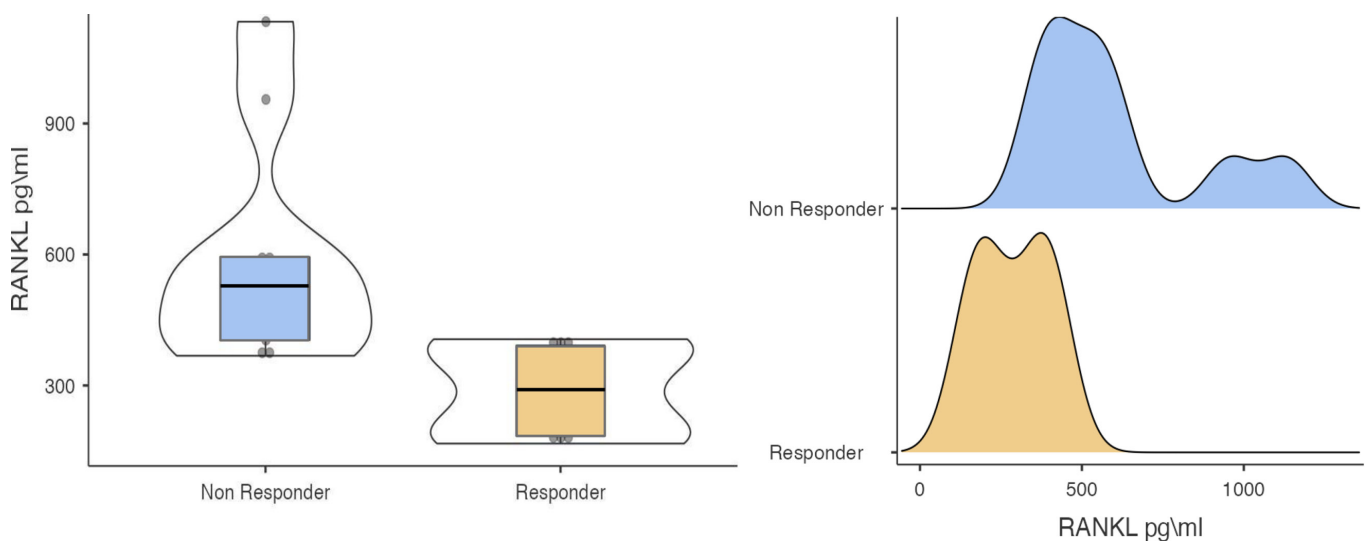 RANKL pg\ml
900
600
300
Non Responder
Responder
Non Responder
Responder
0
500
1000
RANKL pg\ml